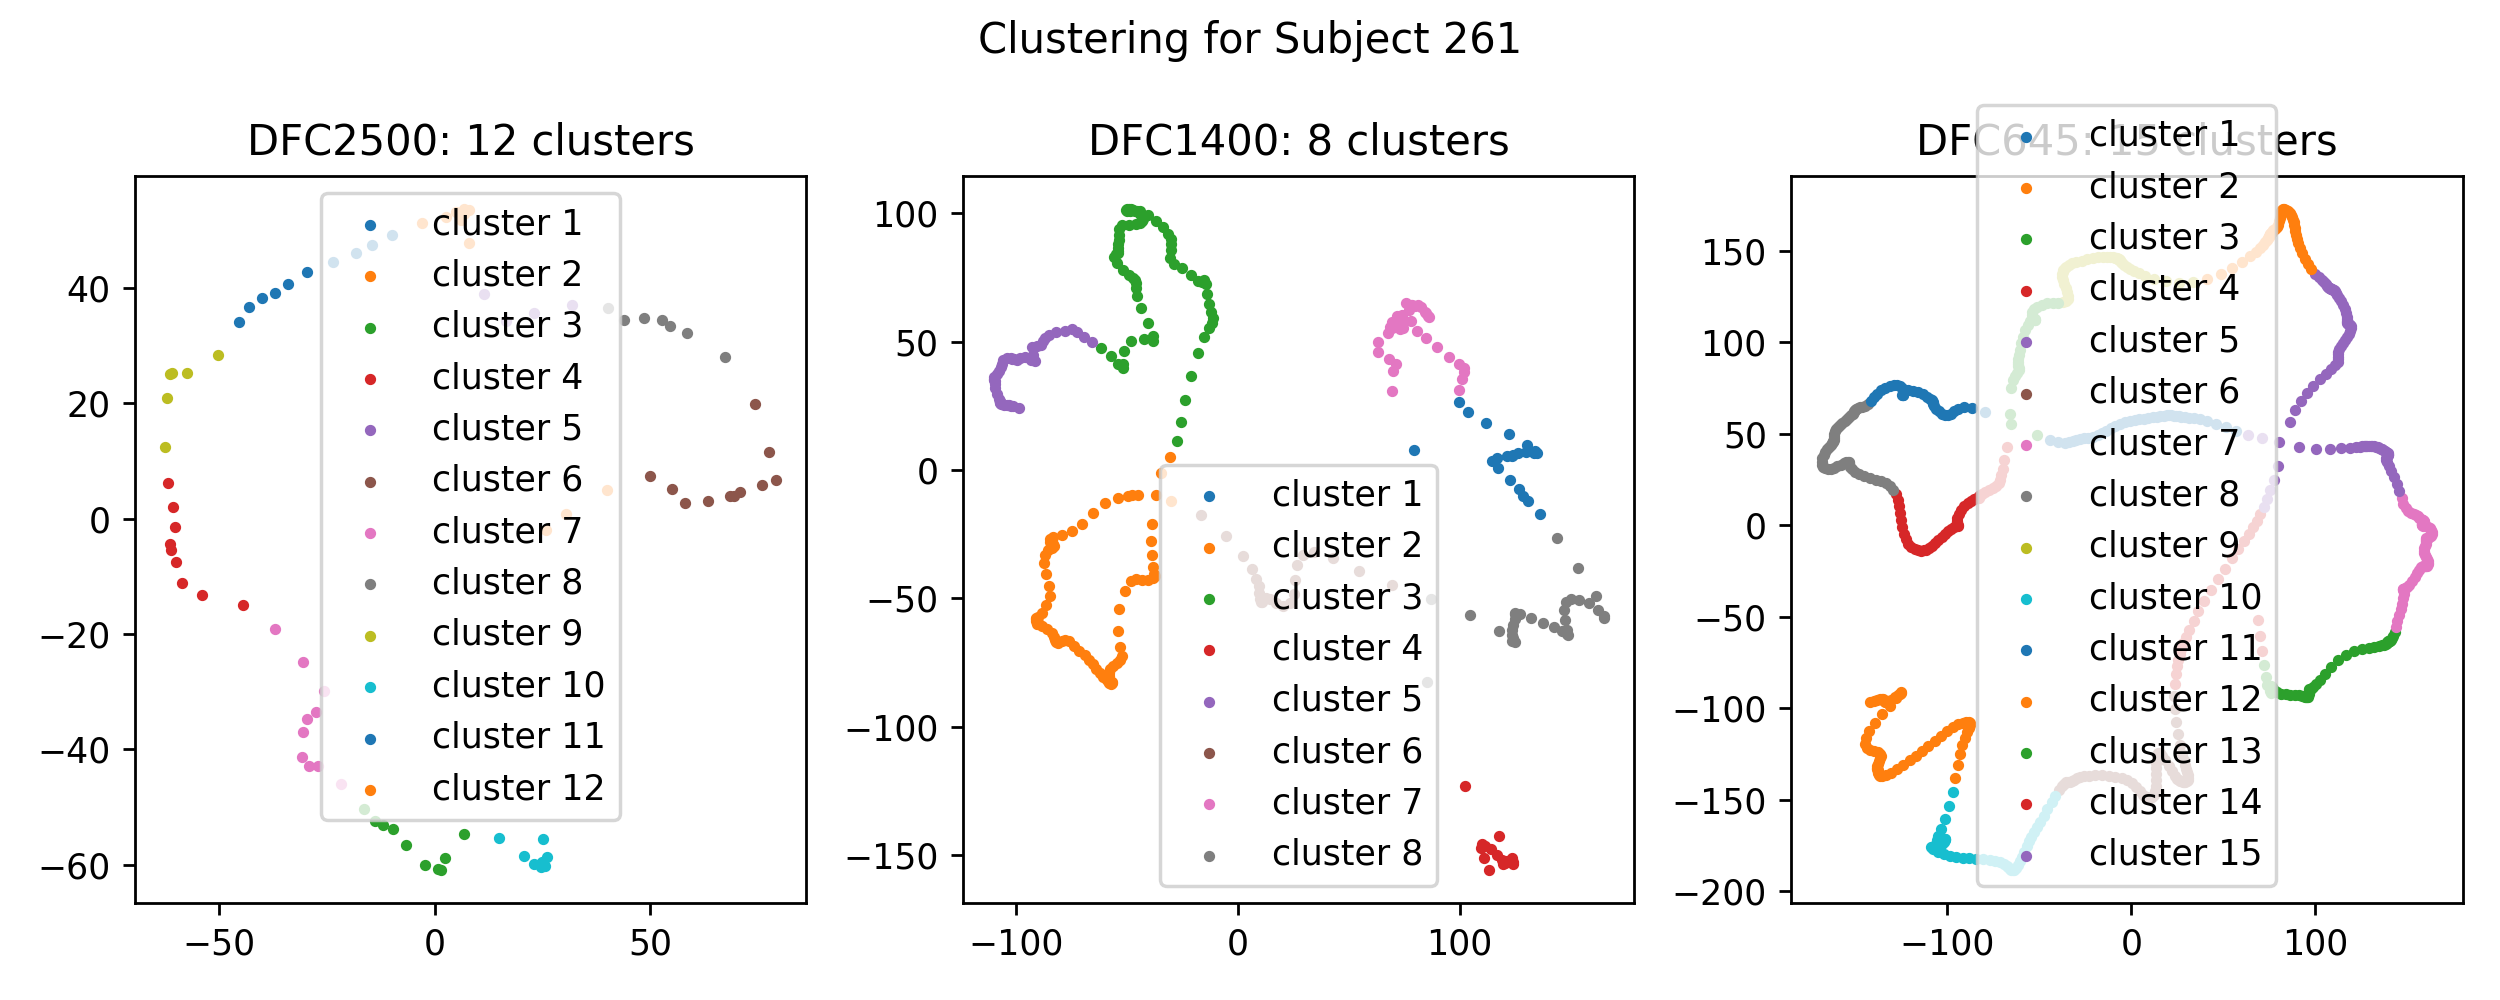 Clustering for Subject 261
DFC2500: 12 clusters
40
20
0
−20
−40
−60
−50
0
50
cluster 1
cluster 2
cluster 3
cluster 4
cluster 5
cluster 6
cluster 7
cluster 8
cluster 9
cluster 10
cluster 11
cluster 12
DFC1400: 8 clusters
100
50
0
−50
−100
−150
−100
0
100
cluster 1
cluster 2
cluster 3
cluster 4
cluster 5
cluster 6
cluster 7
cluster 8
DFC645: 15 clusters
150
100
50
0
−50
−100
−150
−200
−100
0
100
cluster 1
cluster 2
cluster 3
cluster 4
cluster 5
cluster 6
cluster 7
cluster 8
cluster 9
cluster 10
cluster 11
cluster 12
cluster 13
cluster 14
cluster 15